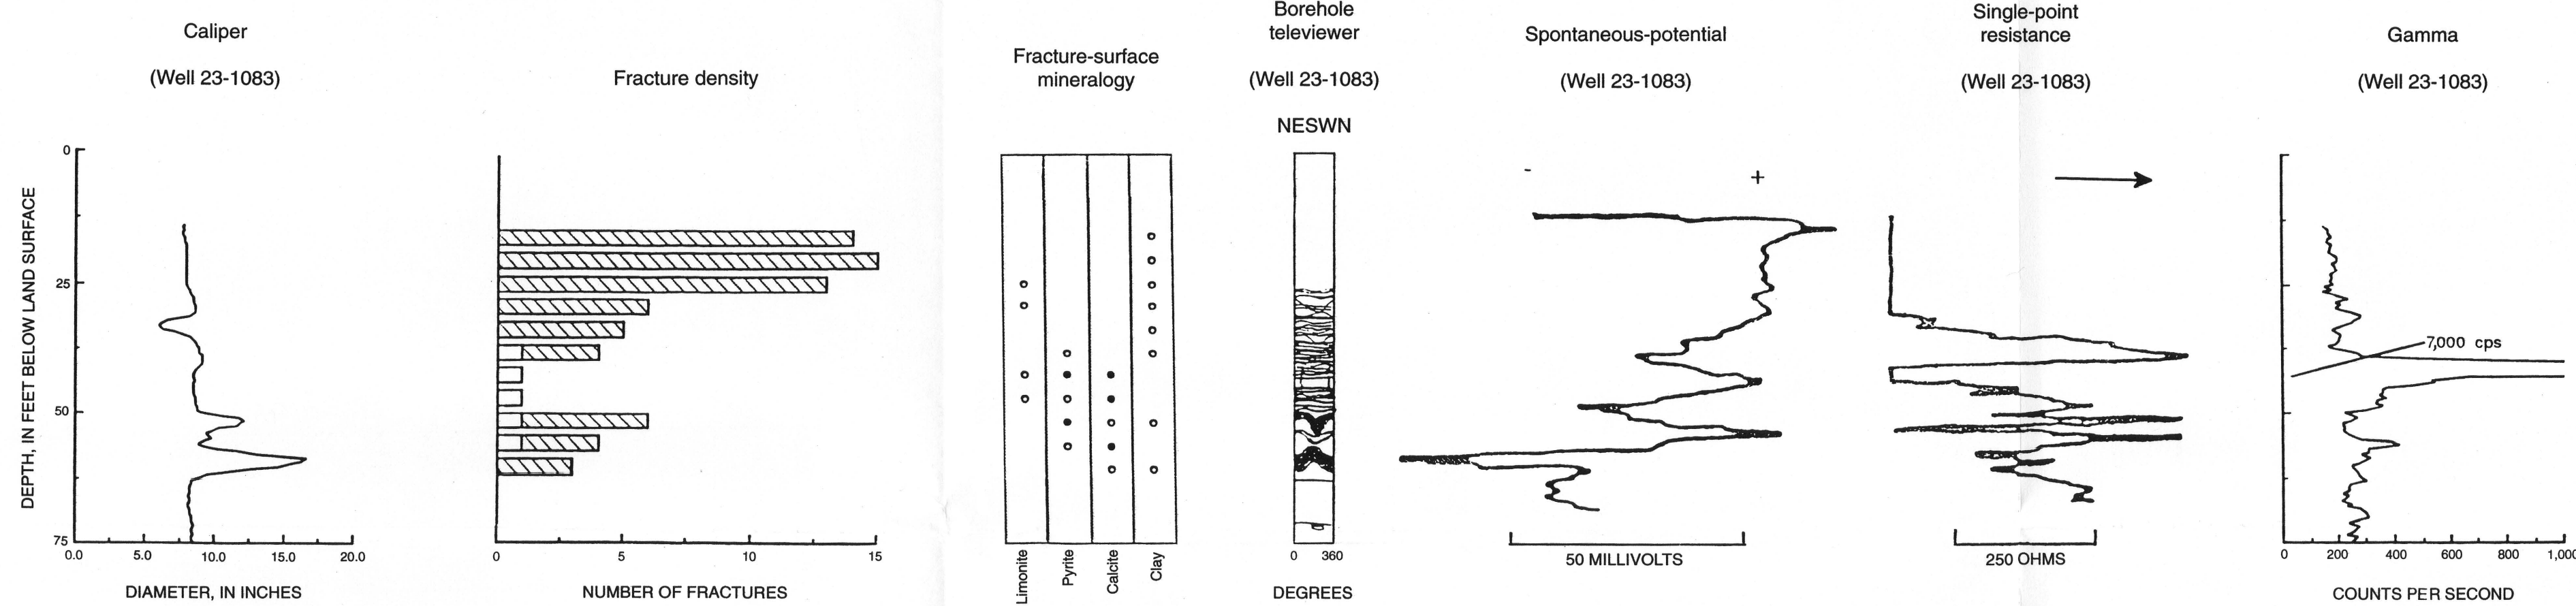 Caliper
(Well 23-1083)
Fracture density
Fracture-surface
mineralogy
Borehole
televiewer
(Well 23-1083)
NESWN
Spontaneous-potential
(Well 23-1083)
Single-point
resistance
(Well 23-1083)
Gamma
(Well 23-1083)
DEPTH, IN FEET BELOW LAND SURFACE
0
25
50
75
0.0 5.0 10.0 15.0 20.0
DIAMETER, IN INCHES
0 5 10 15
NUMBER OF FRACTURES
Limonite
Pyrite
Calcite
Clay
0 360
DEGREES
- +
50 MILLIVOLTS
250 OHMS
7,000 cps
0 200 400 600 800 1,000
COUNTS PER SECOND